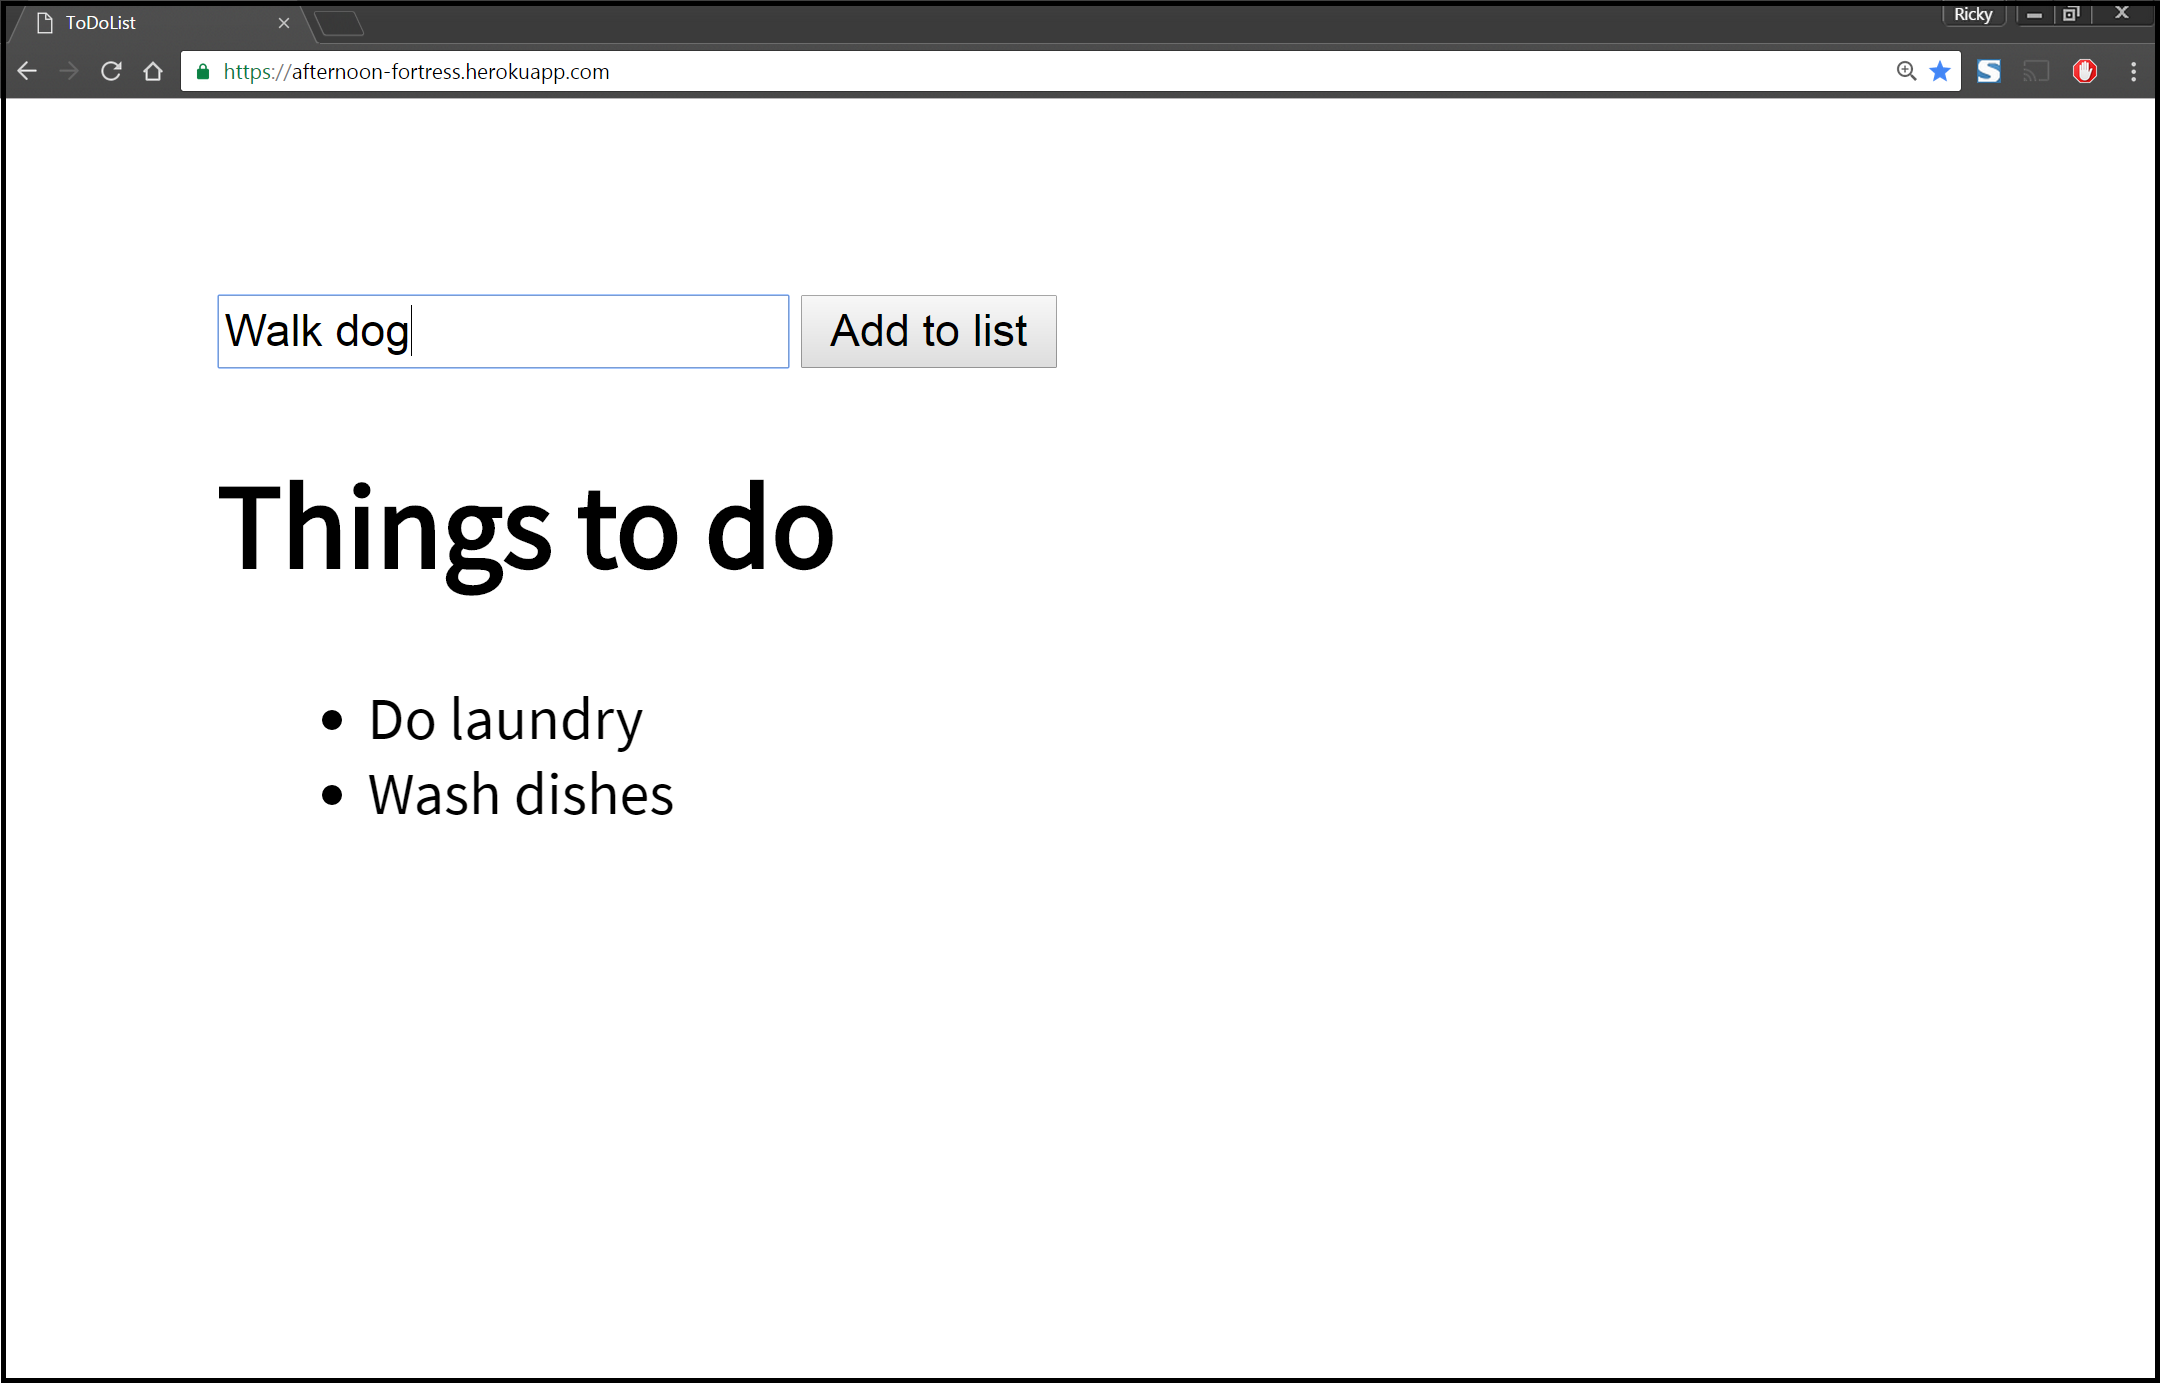 ToDoList
Ricky
https://afternoon-fortress.herokuapp.com
Walk dog
Add to list
Things to do
Do laundry
Wash dishes